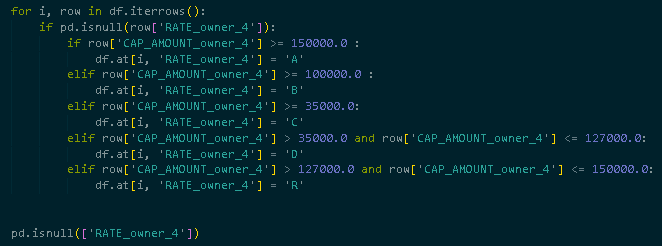 for i, row in df.iterrows():
    if pd.isnull(row['RATE_owner_4']):
        if row['CAP_AMOUNT_owner_4'] >= 150000.0 :
            df.at[i, 'RATE_owner_4'] = 'A'
        elif row['CAP_AMOUNT_owner_4'] >= 100000.0 :
            df.at[i, 'RATE_owner_4'] = 'B'
        elif row['CAP_AMOUNT_owner_4'] >= 35000.0:
            df.at[i, 'RATE_owner_4'] = 'C'
        elif row['CAP_AMOUNT_owner_4'] > 35000.0 and row['CAP_AMOUNT_owner_4'] <= 127000.0:
            df.at[i, 'RATE_owner_4'] = 'D'
        elif row['CAP_AMOUNT_owner_4'] > 127000.0 and row['CAP_AMOUNT_owner_4'] <= 150000.0:
            df.at[i, 'RATE_owner_4'] = 'R'
pd.isnull(['RATE_owner_4'])